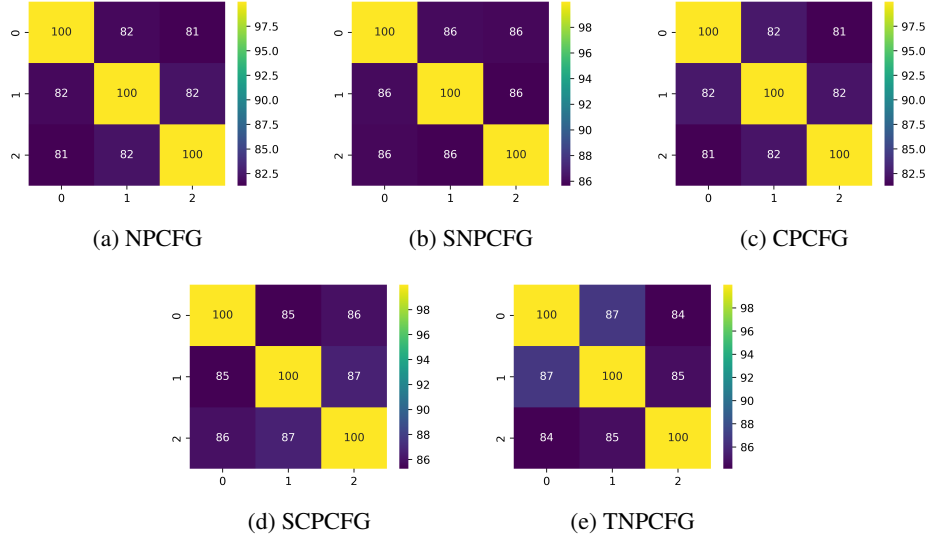 0 100 82 81
1 82 100 82
2 81 82 100
0 1 2
97.5
95.0
92.5
90.0
87.5
85.0
82.5
(a) NPCFG
0 100 86 86
1 86 100 86
2 86 86 100
0 1 2
98
96
94
92
90
88
86
(b) SNPCFG
0 100 82 81
1 82 100 82
2 81 82 100
0 1 2
97.5
95.0
92.5
90.0
87.5
85.0
82.5
(c) CPCFG
0 100 85 86
1 85 100 87
2 86 87 100
0 1 2
98
96
94
92
90
88
86
(d) SCPCFG
0 100 87 84
1 87 100 85
2 84 85 100
0 1 2
98
96
94
92
90
88
86
(e) TNPCFG